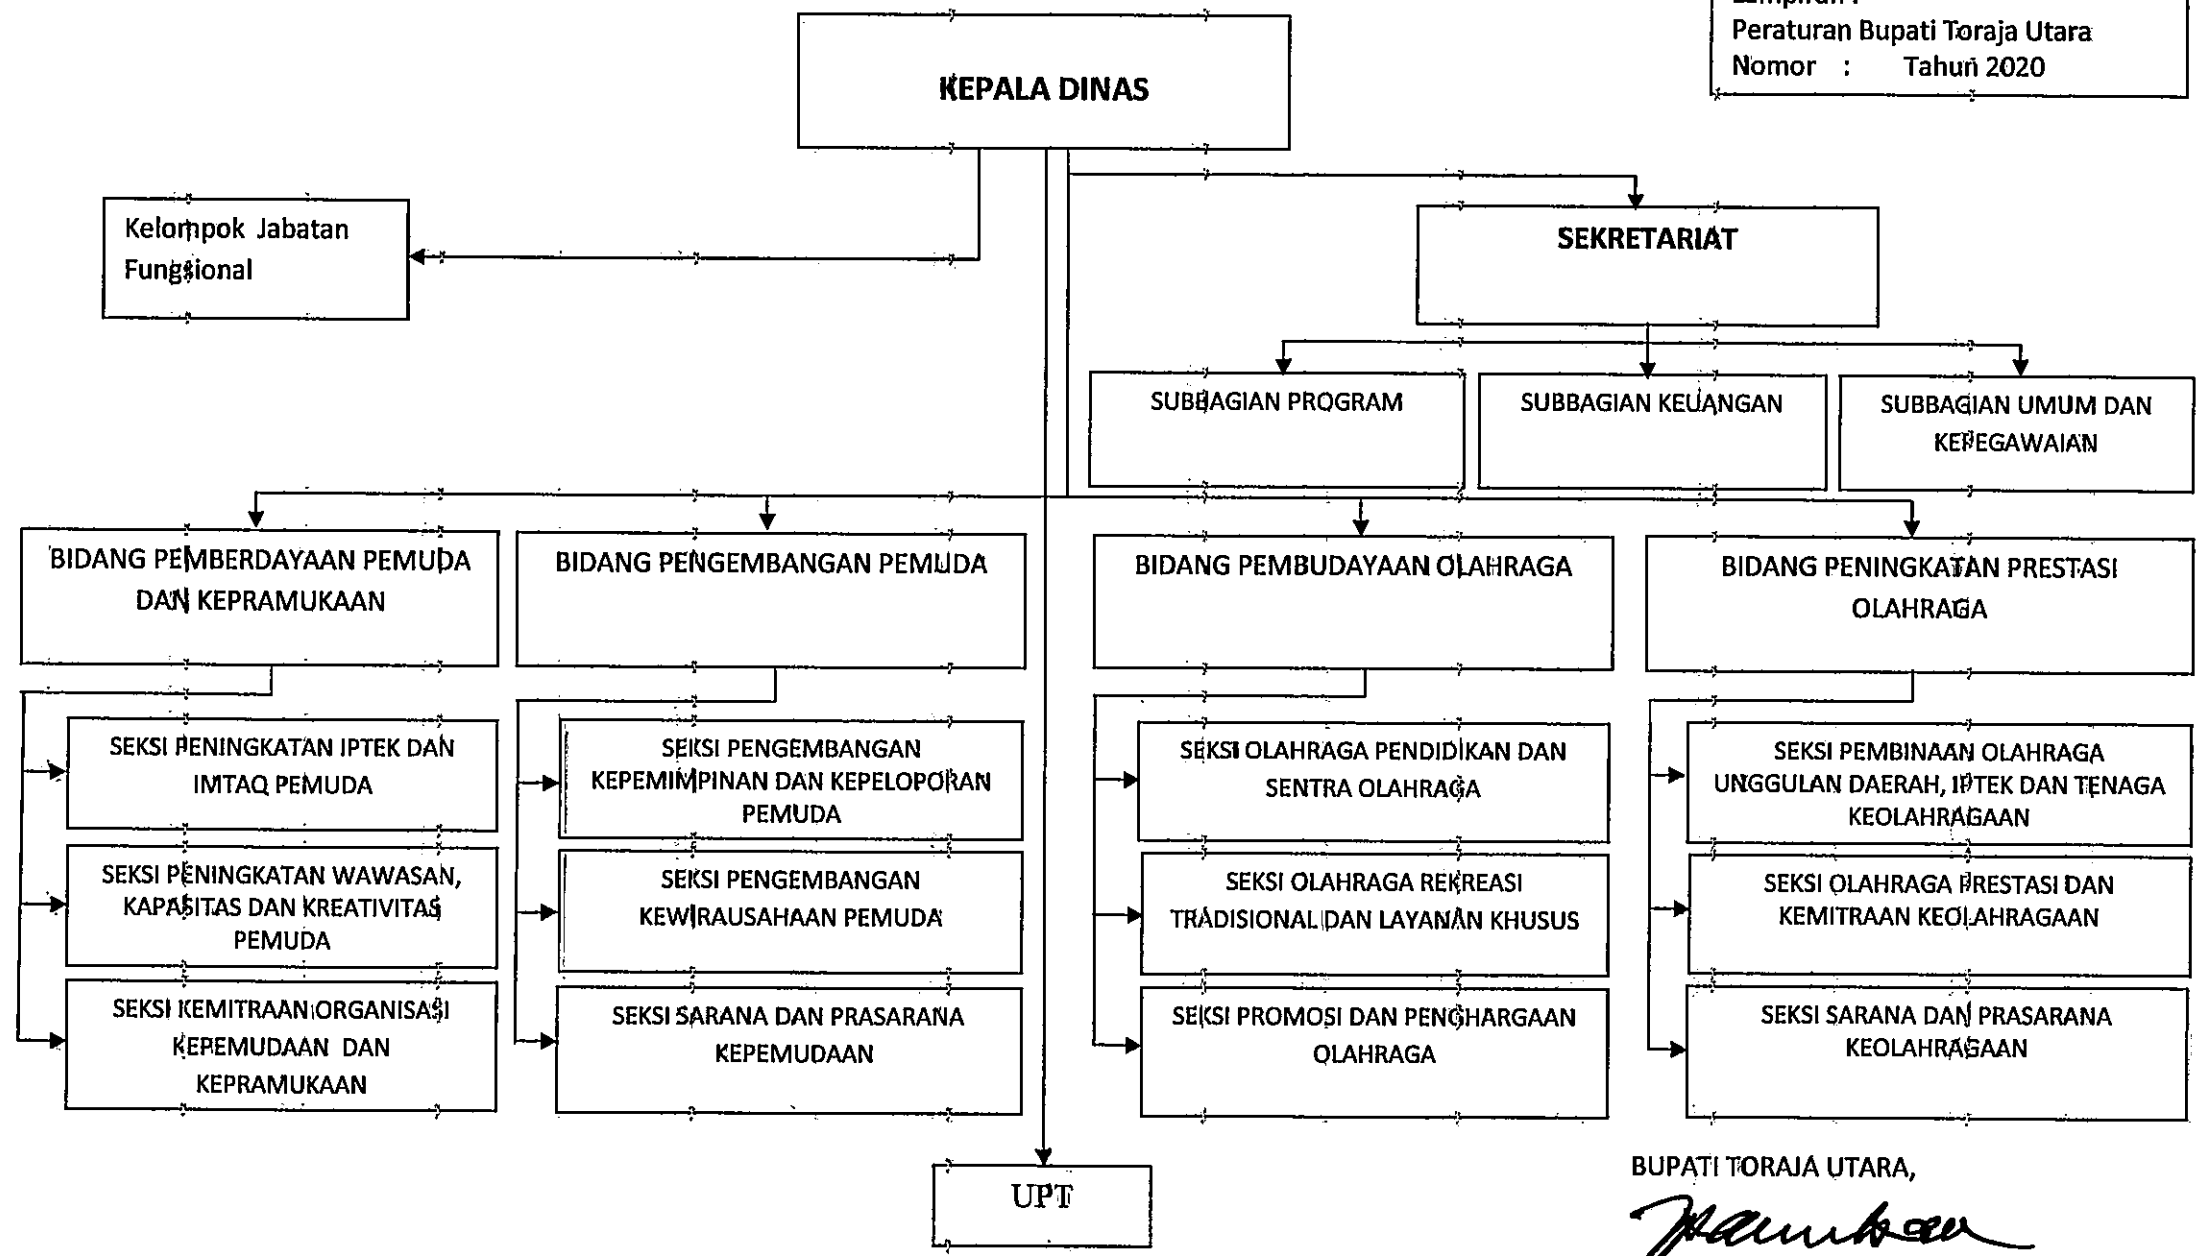 Lampiran :
Peraturan Bupati Toraja Utara
Nomor : Tahun 2020
KEPALA DINAS
Kelompok Jabatan
Fungsional
SEKRETARIAT
SUBBAGIAN PROGRAM
SUBBAGIAN KEUANGAN
SUBBAGIAN UMUM DAN
KEPEGAWAIAN
BIDANG PEMBERDAYAAN PEMUDA
DAN KEPRAMUKAAN
BIDANG PENGEMBANGAN PEMUDA
BIDANG PEMBUDAYAAN OLAHRAGA
BIDANG PENINGKATAN PRESTASI
OLAHRAGA
SEKSI PENINGKATAN IPTEK DAN
IMTAQ PEMUDA
SEKSI PENINGKATAN WAWASAN,
KAPASITAS DAN KREATIVITAS
PEMUDA
SEKSI KEMITRAAN ORGANISASI
KEPEMUDAAN DAN
KEPRAMUKAAN
SEKSI PENGEMBANGAN
KEPEMIMPINAN DAN KEPELOPORAN
PEMUDA
SEKSI PENGEMBANGAN
KEWIRAUSAHAAN PEMUDA
SEKSI SARANA DAN PRASARANA
KEPEMUDAAN
SEKSI OLAHRAGA PENDIDIKAN DAN
SENTRA OLAHRAGA
SEKSI OLAHRAGA REKREASI
TRADISIONAL DAN LAYANAN KHUSUS
SEKSI PROMOSI DAN PENGHARGAAN
OLAHRAGA
SEKSI PEMBINAAN OLAHRAGA
UNGGULAN DAERAH, IPTEK DAN TENAGA
KEOLAHRAGAAN
SEKSI OLAHRAGA PRESTASI DAN
KEMITRAAN KEOLAHRAGAAN
SEKSI SARANA DAN PRASARANA
KEOLAHRAGAAN
UPT
BUPATI TORAJA UTARA,